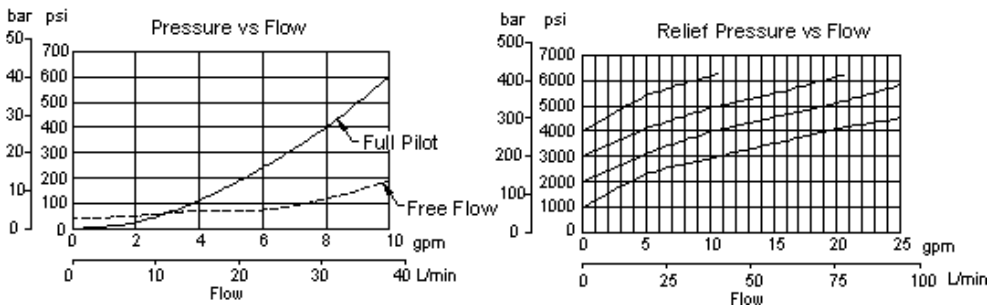 bar psi
Pressure vs Flow
50
40
30
20
10
0
700
600
500
400
300
200
100
0
Full Pilot
Free Flow
0 2 4 6 8 10 gpm
0 10 20 30 40 L/min
Flow
bar psi
Relief Pressure vs Flow
500
400
300
200
100
0
7000
6000
5000
4000
3000
2000
1000
0
0 5 10 15 20 25
gpm
0 25 50 75 100 L/min
Flow